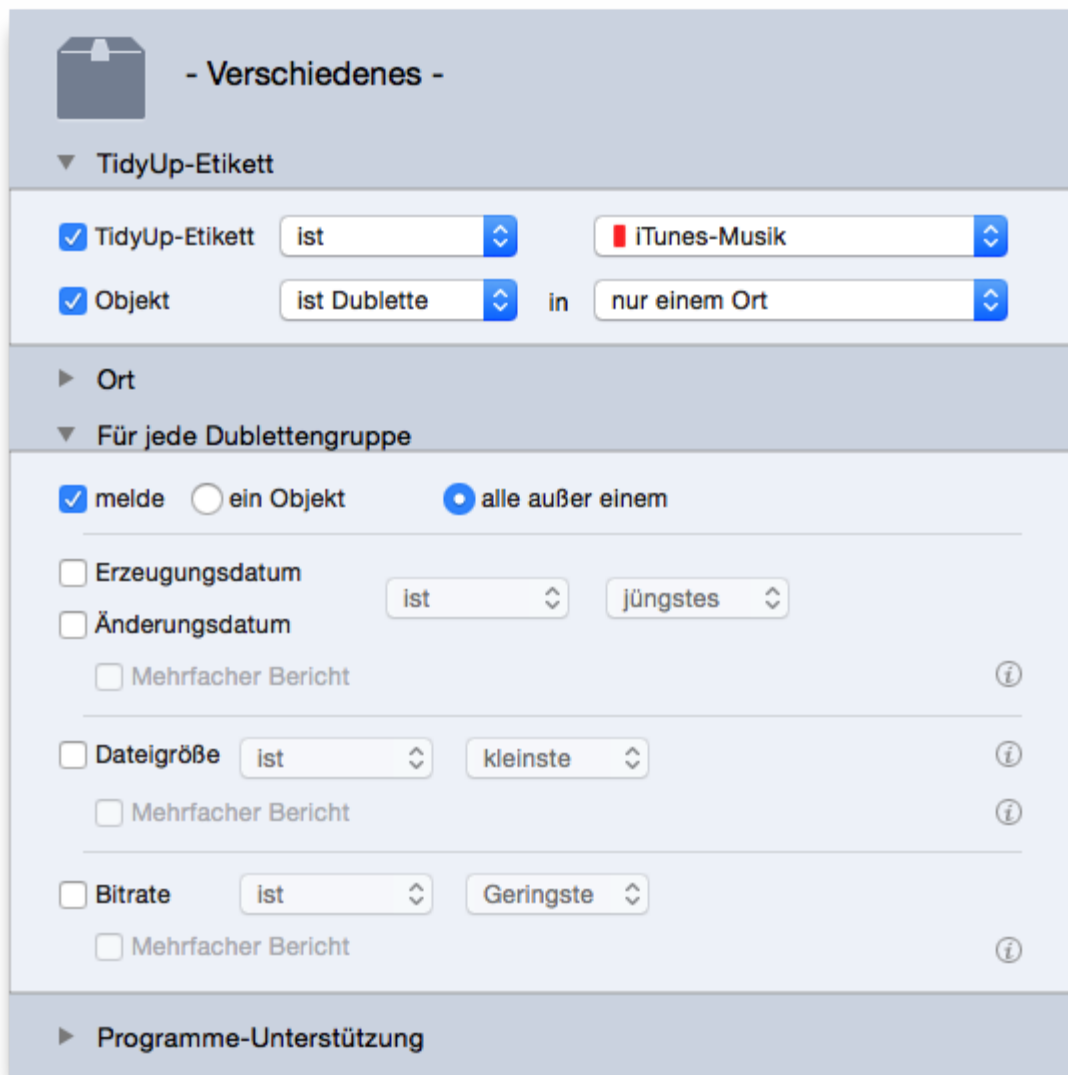 - Verschiedenes -
TidyUp-Etikett
TidyUp-Etikett ist iTunes-Musik
Objekt ist Dublette in nur einem Ort
Ort
Für jede Dublettengruppe
melde ein Objekt alle außer einem
Erzeugungsdatum
ist jüngstes
Änderungsdatum
Mehrfacher Bericht
Dateigröße ist kleinste
Mehrfacher Bericht
Bitrate ist Geringste
Mehrfacher Bericht
Programme-Unterstützung